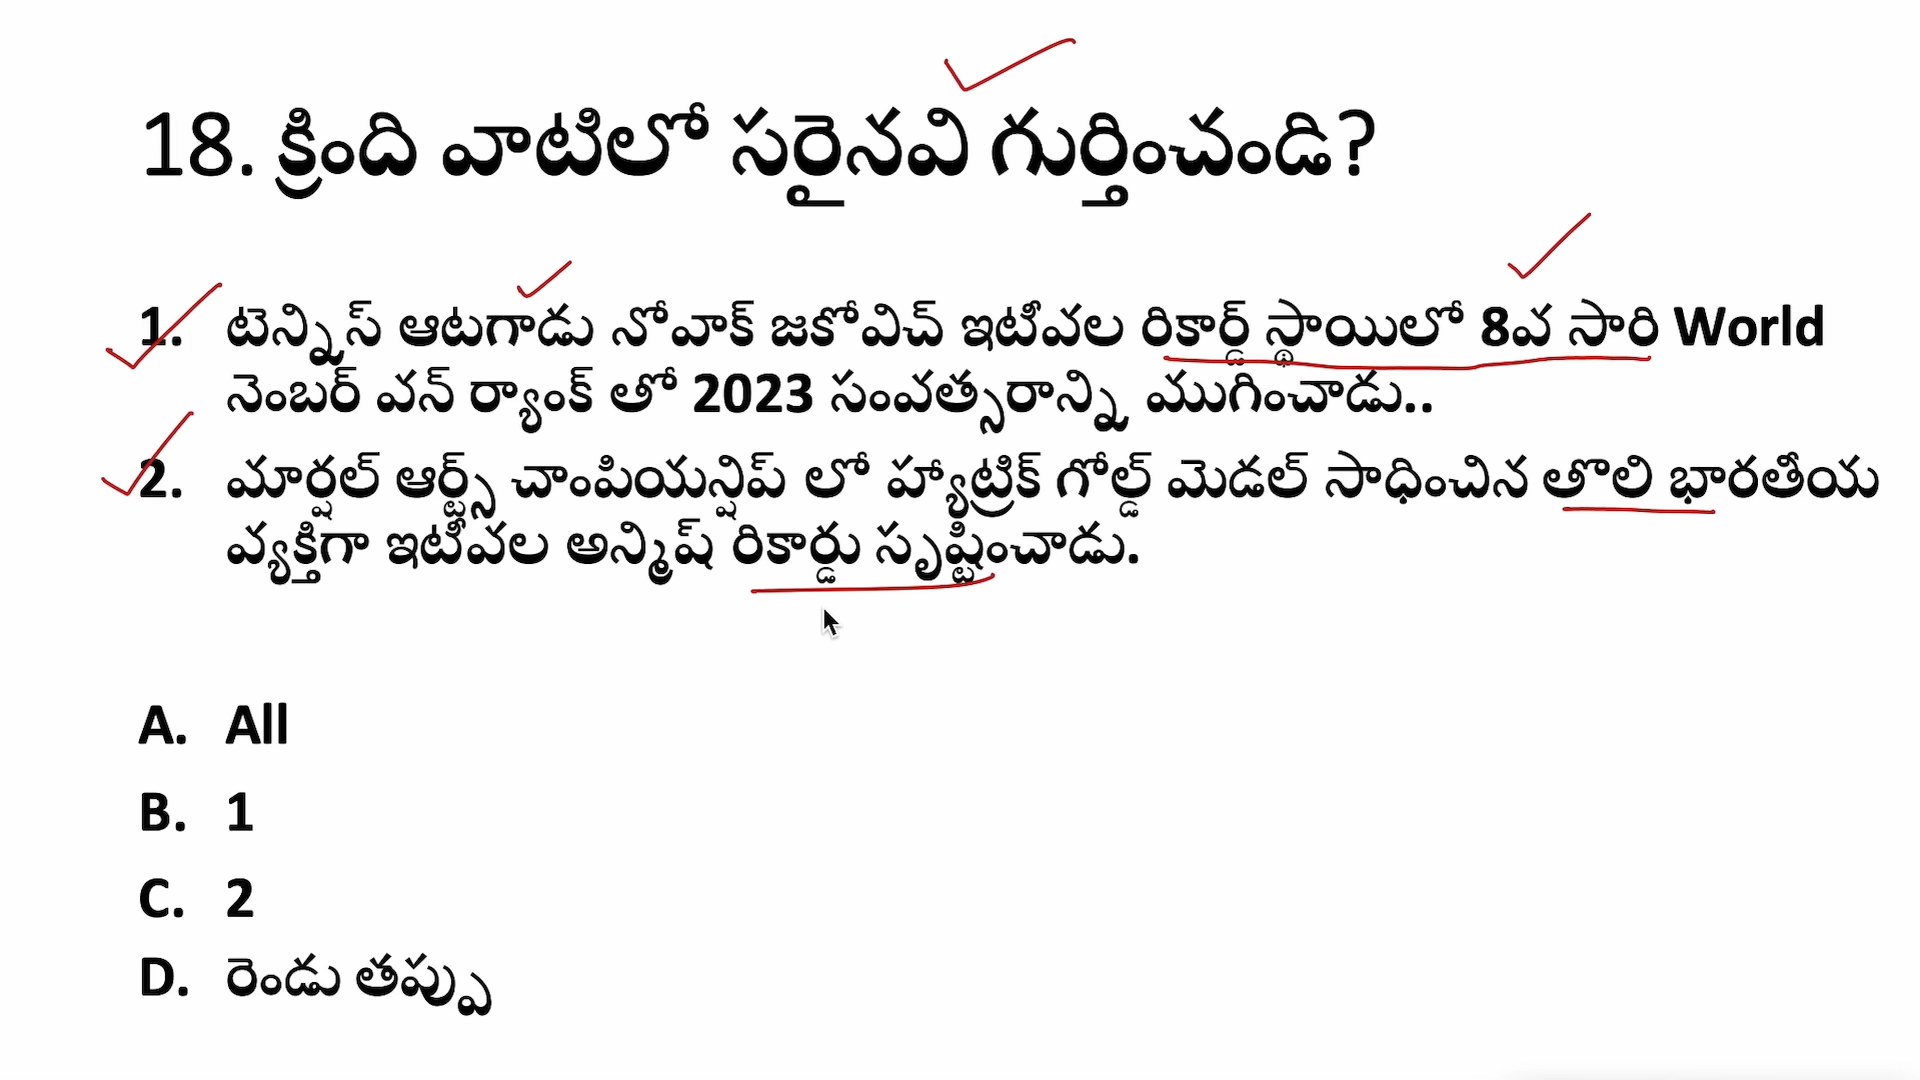 18. క్రింది వాటిలో సరైనవి గుర్తించండి?
1. టెన్నిస్ ఆటగాడు నోవాక్ జకోవిచ్ ఇటీవల రికార్డ్ స్థాయిలో 8వ సారి World
నెంబర్ వన్ ర్యాంక్ తో 2023 సంవత్సరాన్ని ముగించాడు..
2. మార్షల్ ఆర్ట్స్ చాంపియన్షిప్ లో హ్యాట్రిక్ గోల్డ్ మెడల్ సాధించిన తొలి భారతీయ
వ్యక్తిగా ఇటీవల అన్మిష్ రికార్డు సృష్టించాడు.
A. All
B. 1
C. 2
D. రెండు తప్పు